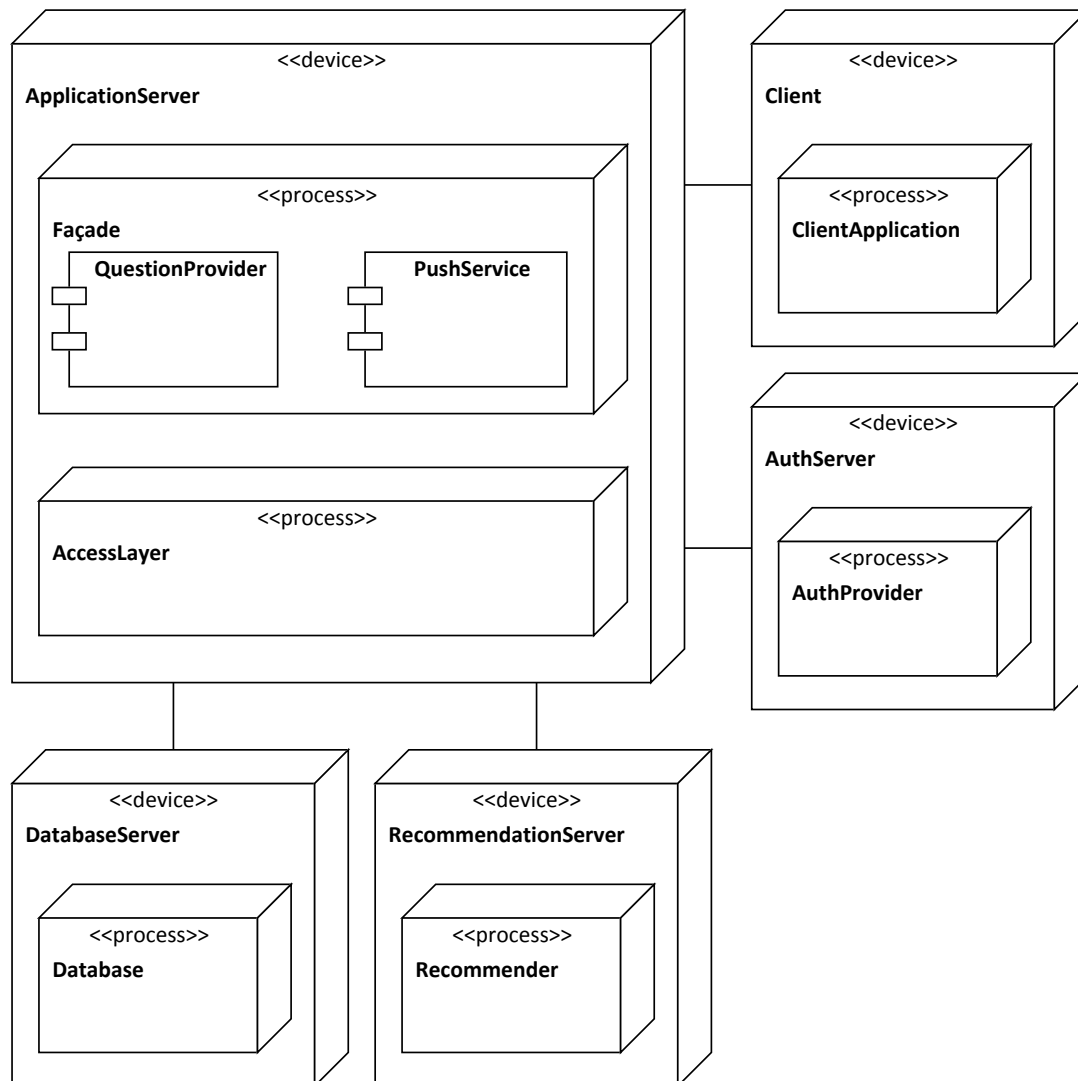 <<device>>
ApplicationServer
<<process>>
Façade
QuestionProvider
PushService
<<process>>
AccessLayer
<<device>>
Client
<<process>>
ClientApplication
<<device>>
AuthServer
<<process>>
AuthProvider
<<device>>
DatabaseServer
<<process>>
Database
<<device>>
RecommendationServer
<<process>>
Recommender